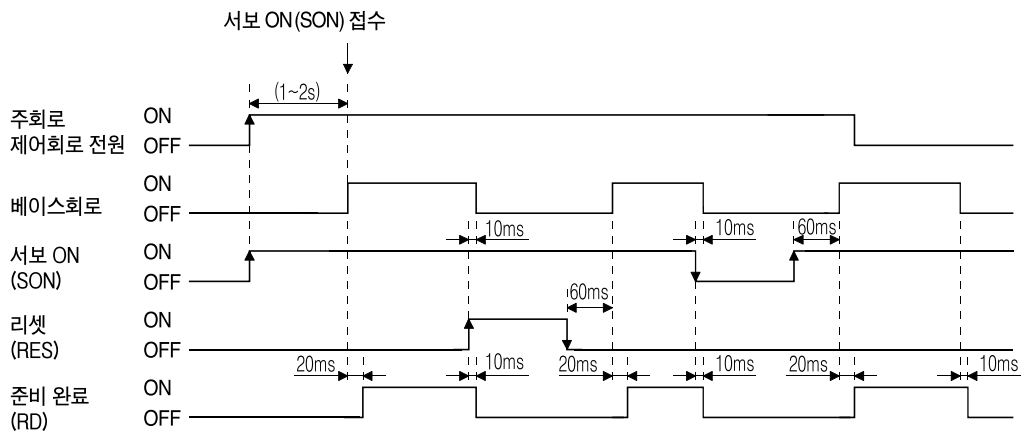 서보 ON(SON) 접수
(1~2s)
주회로
제어회로 전원
ON
OFF
베이스회로
ON
OFF
10ms
10ms
60ms
서보 ON
(SON)
ON
OFF
60ms
리셋
(RES)
ON
OFF
20ms
10ms
20ms
10ms
20ms
10ms
준비 완료
(RD)
ON
OFF